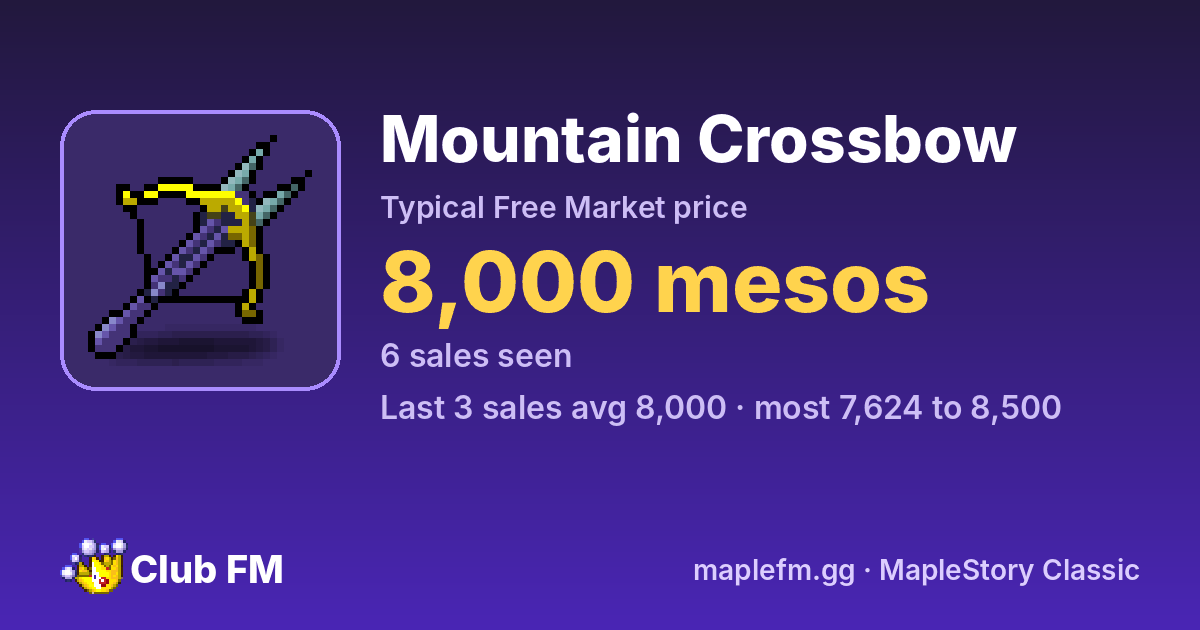 Mountain Crossbow
Typical Free Market price
8,000 mesos
6 sales seen
Last 3 sales avg 8,000 · most 7,624 to 8,500
Club FM
maplefm.gg · MapleStory Classic